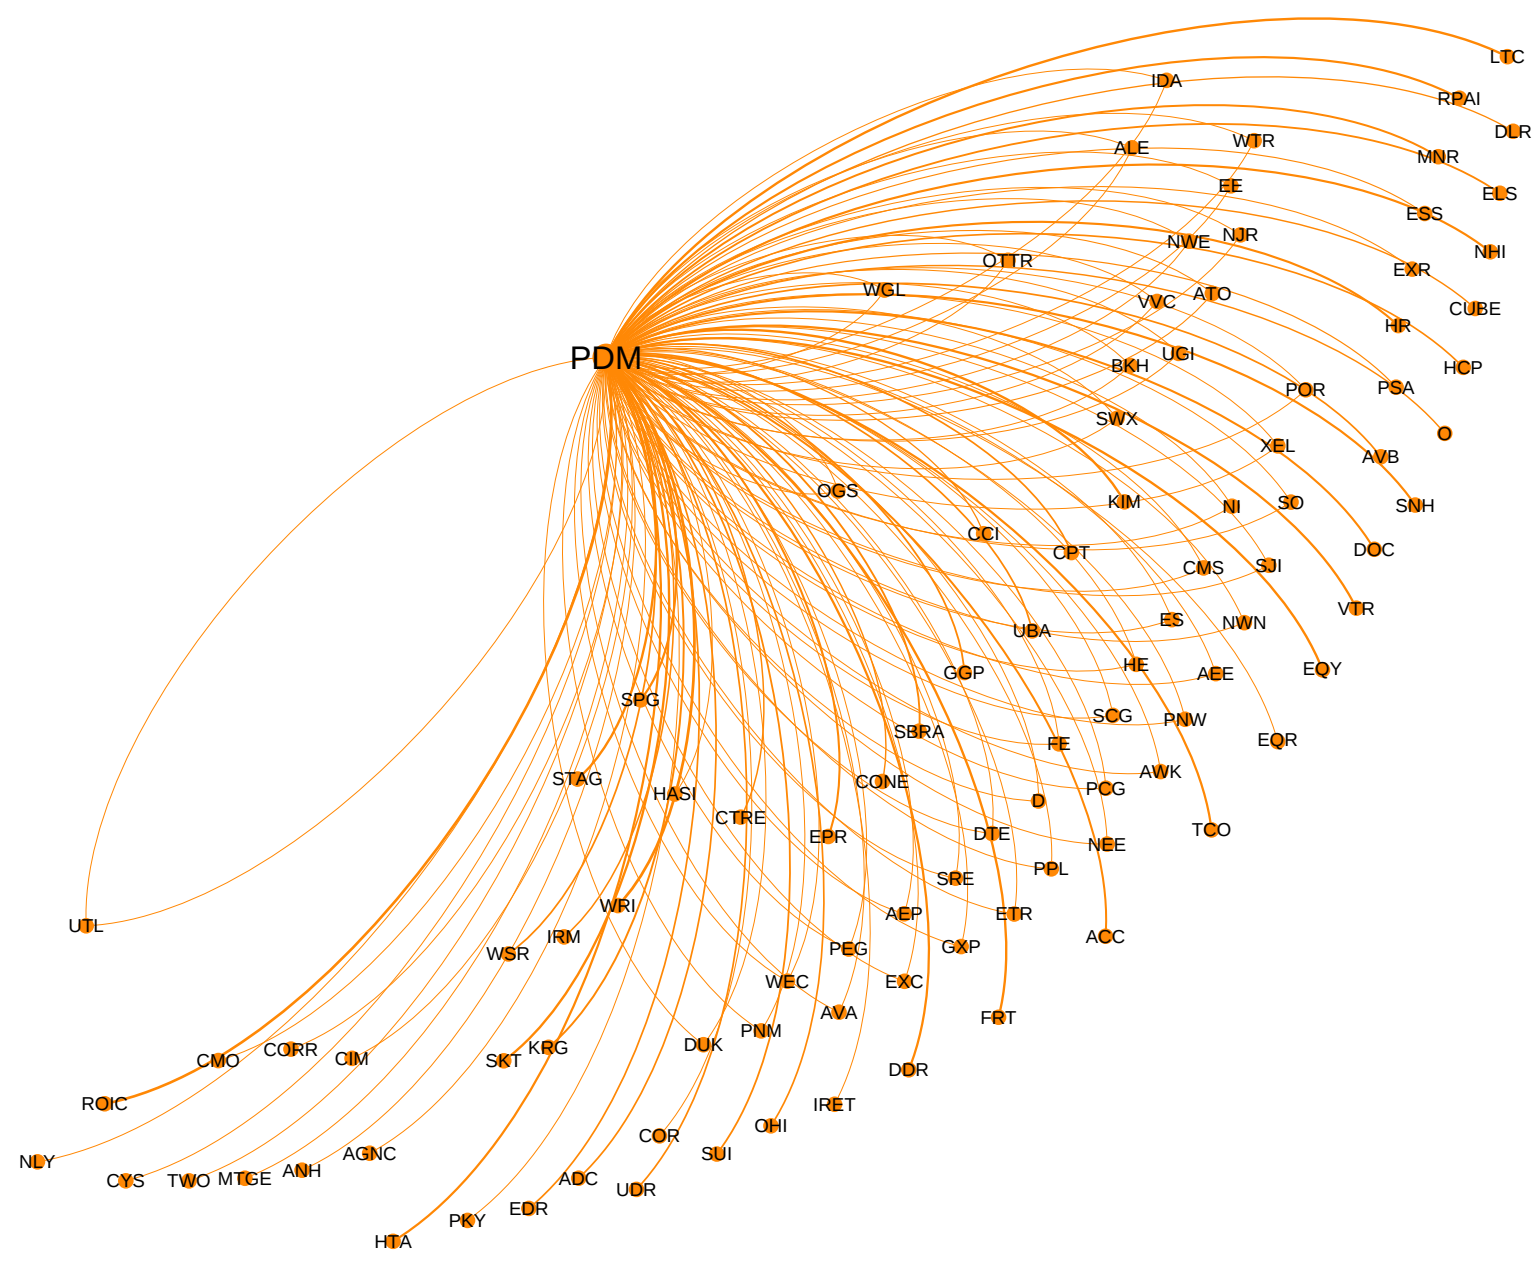 LTC
IDA
RPAI
DLR
WTR
ALE
MNR
EE
ELS
ESS
NJR
NWE
NHI
OTTR
EXR
WGL
ATO
VVC
CUBE
HR
UGI
PDM
BKH
HCP
POR
PSA
SWX
O
XEL
AVB
OGS
KIM
SO
NI
SNH
CCI
CPT
DOC
SJI
CMS
VTR
ES
NWN
UBA
HE
EQY
GGP
AEE
SPG
SCG
PNW
SBRA
FE
EQR
AWK
STAG
CONE
PCG
HASI
D
CTRE
TCO
DTE
EPR
NEE
PPL
SRE
WRI
AEP
ETR
UTL
IRM
ACC
GXP
PEG
WSR
WEC
EXC
AVA
FRT
PNM
DUK
KRG
CORR
CIM
CMO
SKT
DDR
ROIC
IRET
OHI
COR
AGNC
SUI
NLY
ANH
MTGE
ADC
CYS
TWO
UDR
EDR
PKY
HTA